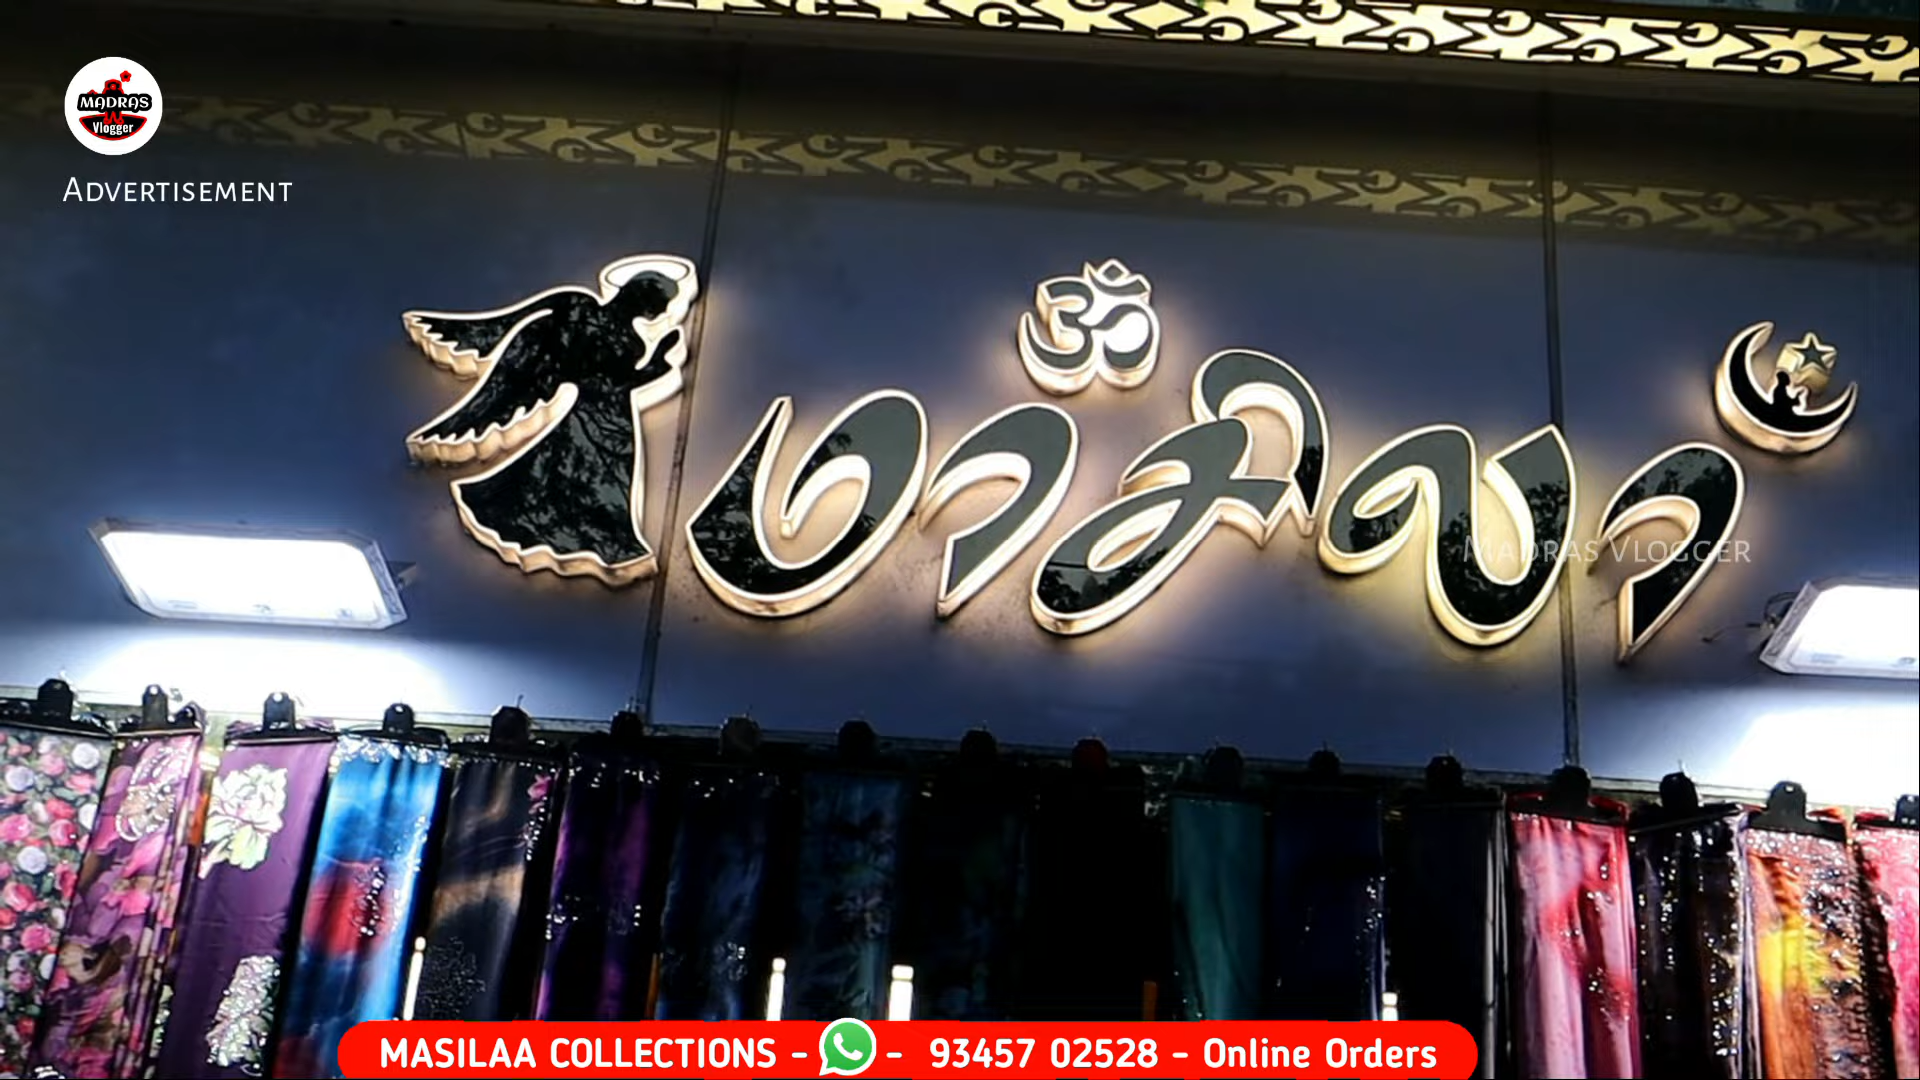 MADRAS
Vlogger
ADVERTISEMENT
ॐ
மாசிலா
MADRAS VLOGGER
MASILAA COLLECTIONS - - 93457 02528 - Online Orders